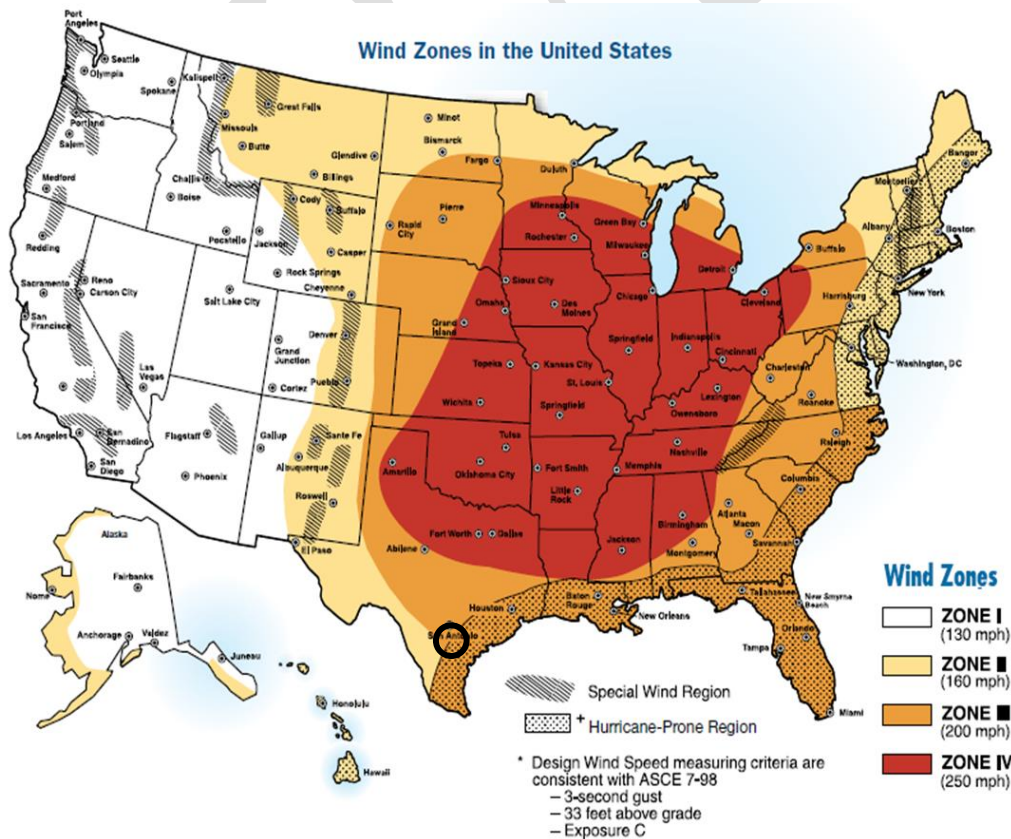 Wind Zones in the United States
Port
Angeles
Seattle
Olympia
Spokane
Kalispell
Great Falls
Portland
Salem
Missoula
Butte
Glendive
Billings
Minot
Bismarck
Fargo
Duluth
Medford
Challis
Boise
Cody
Buffalo
Rapid
City
Pierre
Minneapolis
Rochester
Green Bay
Milwaukee
Bangor
Montpelier
Albany
Boston
Buffalo
Redding
Pocatello
Jackson
Casper
Rock Springs
Cheyenne
Sioux City
Des
Moines
Omaha
Chicago
Detroit
Cleveland
Harrisburg
New York
Sacramento
Reno
Carson City
San
Francisco
Salt Lake City
Grand
Junction
Denver
Grand
Island
Springfield
Indianapolis
Cincinnati
Washington, DC
Las
Vegas
Cortez
Pueblo
Topeka
Kansas City
St. Louis
Lexington
Charleston
Roanoke
Wichita
Springfield
Owensboro
Los Angeles
San
Bernadino
San
Diego
Flagstaff
Phoenix
Gallup
Sante Fe
Albuquerque
Roswell
El Paso
Amarillo
Tulsa
Oklahoma City
Fort Smith
Little
Rock
Memphis
Nashville
Raleigh
Columbia
Atlanta
Macon
Savannah
Birmingham
Montgomery
Jackson
Fort Worth
Dallas
Abilene
Houston
Baton
Rouge
New Orleans
Tallahassee
New Smyrna
Beach
Orlando
Tampa
Miami
San Antonio
Alaska
Fairbanks
Nome
Anchorage
Valdez
Juneau
Honolulu
Hawaii
Special Wind Region
+ Hurricane-Prone Region
* Design Wind Speed measuring criteria are
consistent with ASCE 7-98
– 3-second gust
– 33 feet above grade
– Exposure C
Wind Zones
ZONE I
(130 mph)
ZONE II
(160 mph)
ZONE III
(200 mph)
ZONE IV
(250 mph)